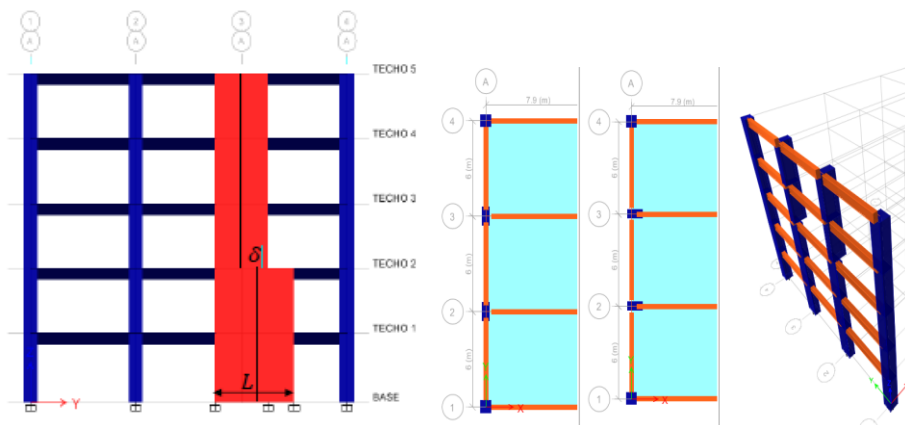 1 2 3 4
A A A A
TECHO 5
TECHO 4
TECHO 3
TECHO 2
TECHO 1
BASE
δ
L
Y
A
7.9 (m)
4
6 (m)
3
6 (m)
2
6 (m)
1
X
A
7.9 (m)
4
6 (m)
3
6 (m)
2
6 (m)
1
X